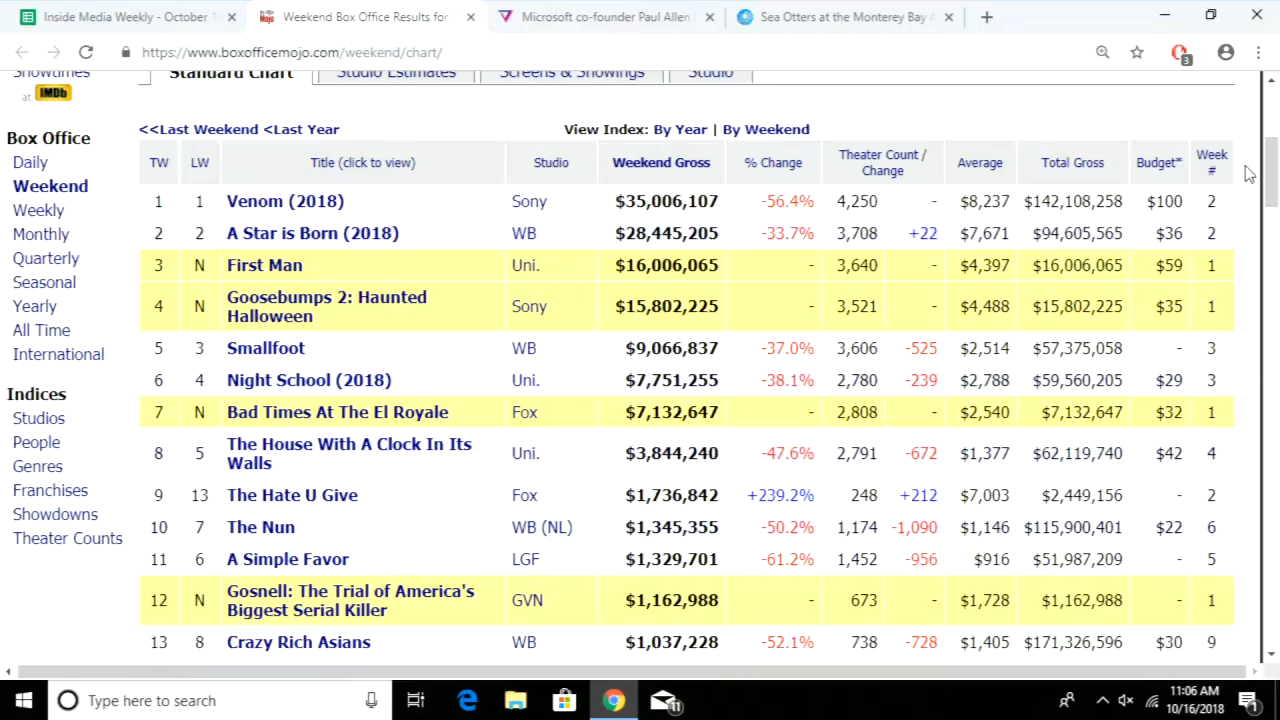 Inside Media Weekly - October 1
Weekend Box Office Results for
Microsoft co-founder Paul Allen
Sea Otters at the Monterey Bay A
https://www.boxofficemojo.com/weekend/chart/
3
Showtimes
at IMDb
Standard Chart Studio Estimates Screens & Showings Studio
<<Last Weekend <Last Year View Index: By Year | By Weekend
Box Office
Daily
Weekend
Weekly
Monthly
Quarterly
Seasonal
Yearly
All Time
International
Indices
Studios
People
Genres
Franchises
Showdowns
Theater Counts
TW LW Title (click to view) Studio Weekend Gross % Change Theater Count / Change Average Total Gross Budget* Week #
1 1 Venom (2018) Sony $35,006,107 -56.4% 4,250 - $8,237 $142,108,258 $100 2
2 2 A Star is Born (2018) WB $28,445,205 -33.7% 3,708 +22 $7,671 $94,605,565 $36 2
3 N First Man Uni. $16,006,065 - 3,640 - $4,397 $16,006,065 $59 1
4 N Goosebumps 2: Haunted Halloween Sony $15,802,225 - 3,521 - $4,488 $15,802,225 $35 1
5 3 Smallfoot WB $9,066,837 -37.0% 3,606 -525 $2,514 $57,375,058 - 3
6 4 Night School (2018) Uni. $7,751,255 -38.1% 2,780 -239 $2,788 $59,560,205 $29 3
7 N Bad Times At The El Royale Fox $7,132,647 - 2,808 - $2,540 $7,132,647 $32 1
8 5 The House With A Clock In Its Walls Uni. $3,844,240 -47.6% 2,791 -672 $1,377 $62,119,740 $42 4
9 13 The Hate U Give Fox $1,736,842 +239.2% 248 +212 $7,003 $2,449,156 - 2
10 7 The Nun WB (NL) $1,345,355 -50.2% 1,174 -1,090 $1,146 $115,900,401 $22 6
11 6 A Simple Favor LGF $1,329,701 -61.2% 1,452 -956 $916 $51,987,209 - 5
12 N Gosnell: The Trial of America's Biggest Serial Killer GVN $1,162,988 - 673 - $1,728 $1,162,988 - 1
13 8 Crazy Rich Asians WB $1,037,228 -52.1% 738 -728 $1,405 $171,326,596 $30 9
Type here to search
11
11:06 AM
10/16/2018
1